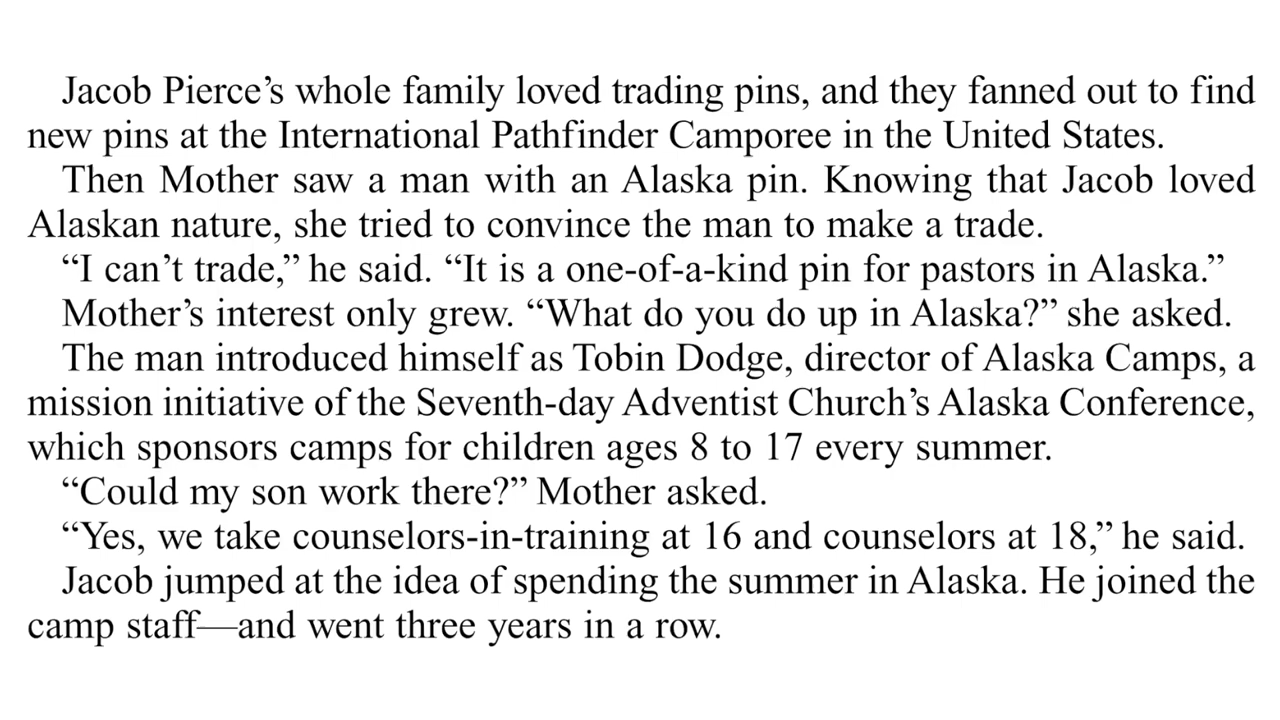 Jacob Pierce’s whole family loved trading pins, and they fanned out to find
new pins at the International Pathfinder Camporee in the United States.
Then Mother saw a man with an Alaska pin. Knowing that Jacob loved
Alaskan nature, she tried to convince the man to make a trade.
“I can’t trade,” he said. “It is a one-of-a-kind pin for pastors in Alaska.”
Mother’s interest only grew. “What do you do up in Alaska?” she asked.
The man introduced himself as Tobin Dodge, director of Alaska Camps, a
mission initiative of the Seventh-day Adventist Church’s Alaska Conference,
which sponsors camps for children ages 8 to 17 every summer.
“Could my son work there?” Mother asked.
“Yes, we take counselors-in-training at 16 and counselors at 18,” he said.
Jacob jumped at the idea of spending the summer in Alaska. He joined the
camp staff—and went three years in a row.